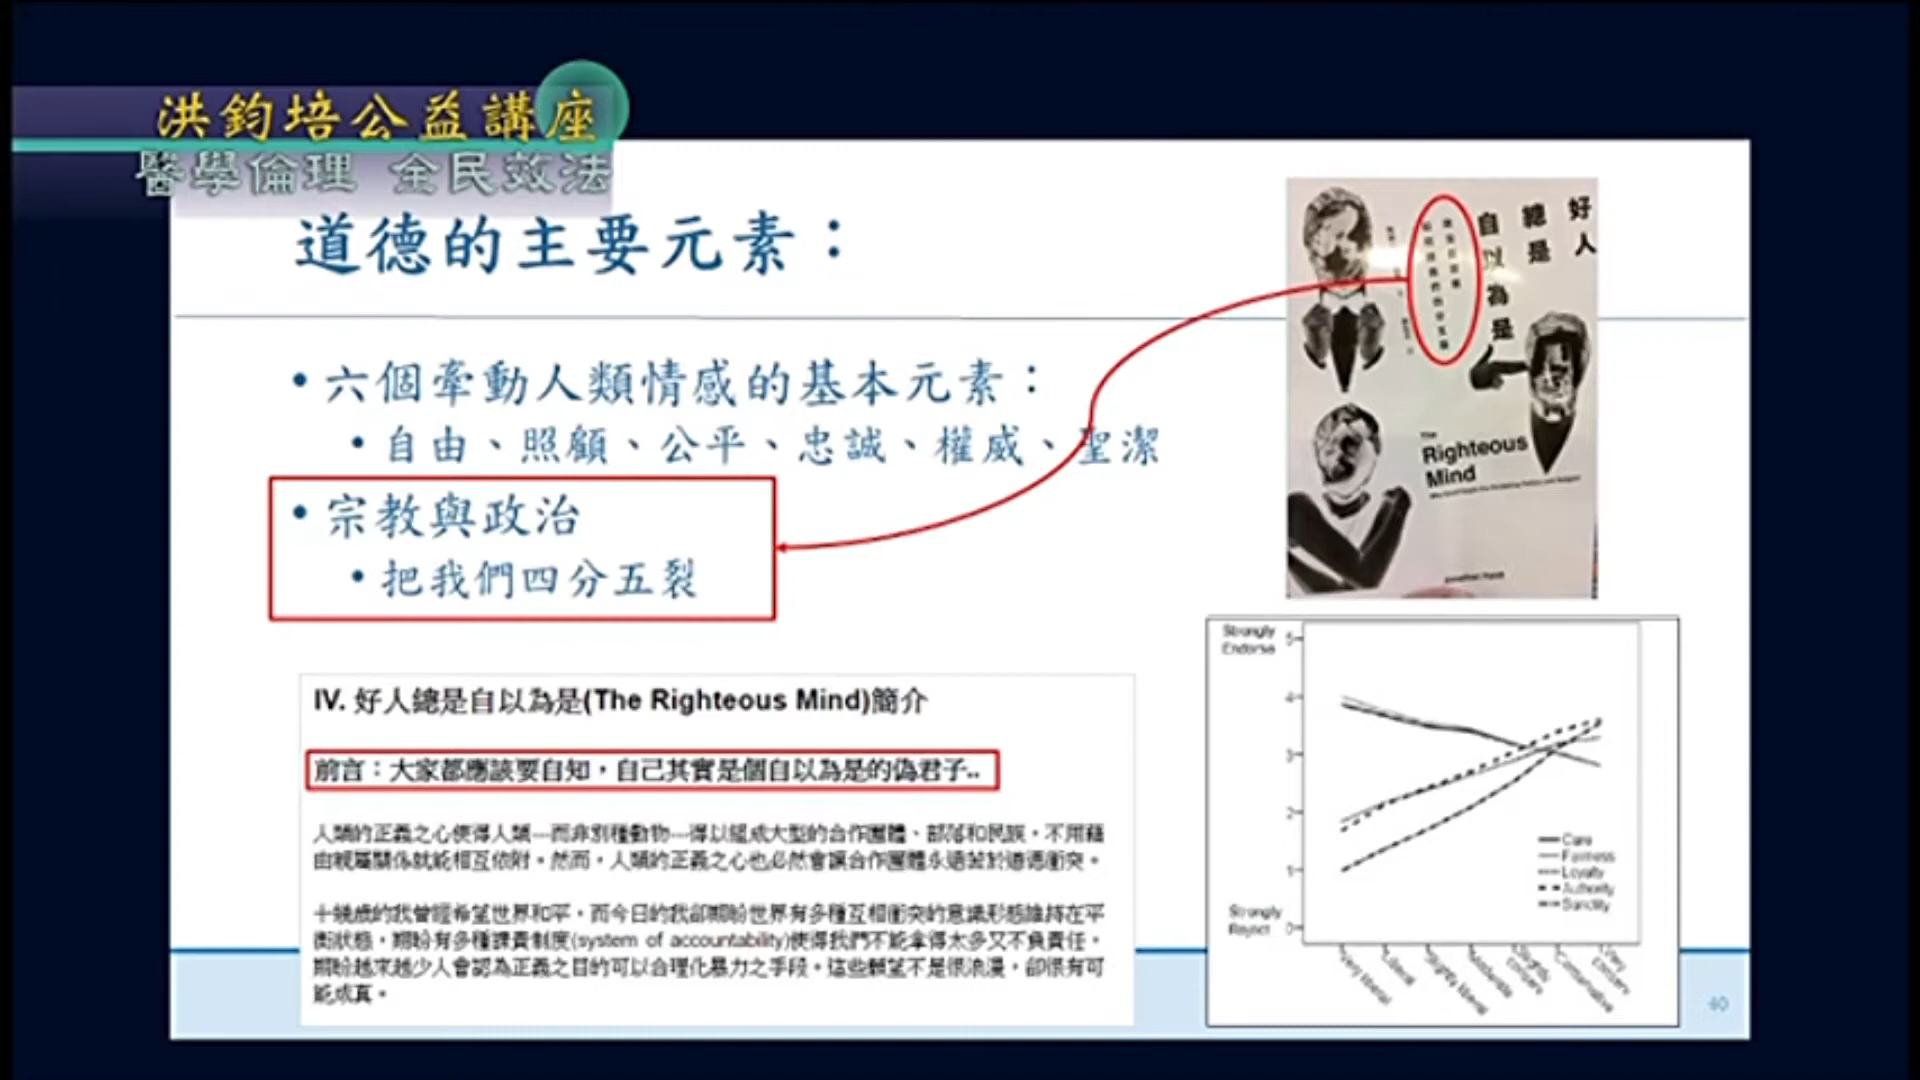 洪鈞培公益講座
醫學倫理 全民效法
道德的主要元素：
• 六個牽動人類情感的基本元素：
• 自由、照顧、公平、忠誠、權威、聖潔
• 宗教與政治
• 把我們四分五裂
好人
總是
自以為是
The
Righteous
Mind
Jonathan Haidt
IV. 好人總是自以為是(The Righteous Mind)簡介
前言：大家都應該要自知，自己其實是個自以為是的偽君子..
人類的正義之心使得人類—而非別種動物—得以組成大型的合作團體、部落和民族，不用藉
由親屬關係就能相互依附。然而，人類的正義之心也必然會讓合作團體永遠苦於道德衝突。
十幾歲的我曾經希望世界和平，而今日的我卻期盼世界有多種互相衝突的意識形態維持在平
衡狀態，期盼有多種課責制度(system of accountability)使得我們不能拿得太多又不負責任，
期盼越來越少人會認為正義之目的可以合理化暴力之手段。這些願望不是很浪漫，卻很有可
能成真。
Strongly
Endorse
5
4
3
2
1
0
Strongly
Reject
Care
Fairness
Loyalty
Authority
Sanctity
Very liberal
Liberal
Slightly liberal
Moderate
Conservative
40